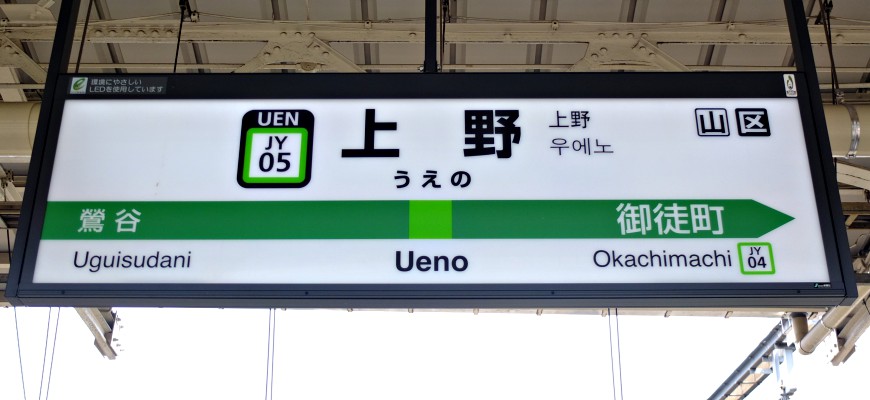 環境にやさしい
LEDを使用しています
UEN
JY
05
上野
うえの
上野
우에노
山 区
鶯谷
御徒町
Uguisudani
Ueno
Okachimachi
JY
04